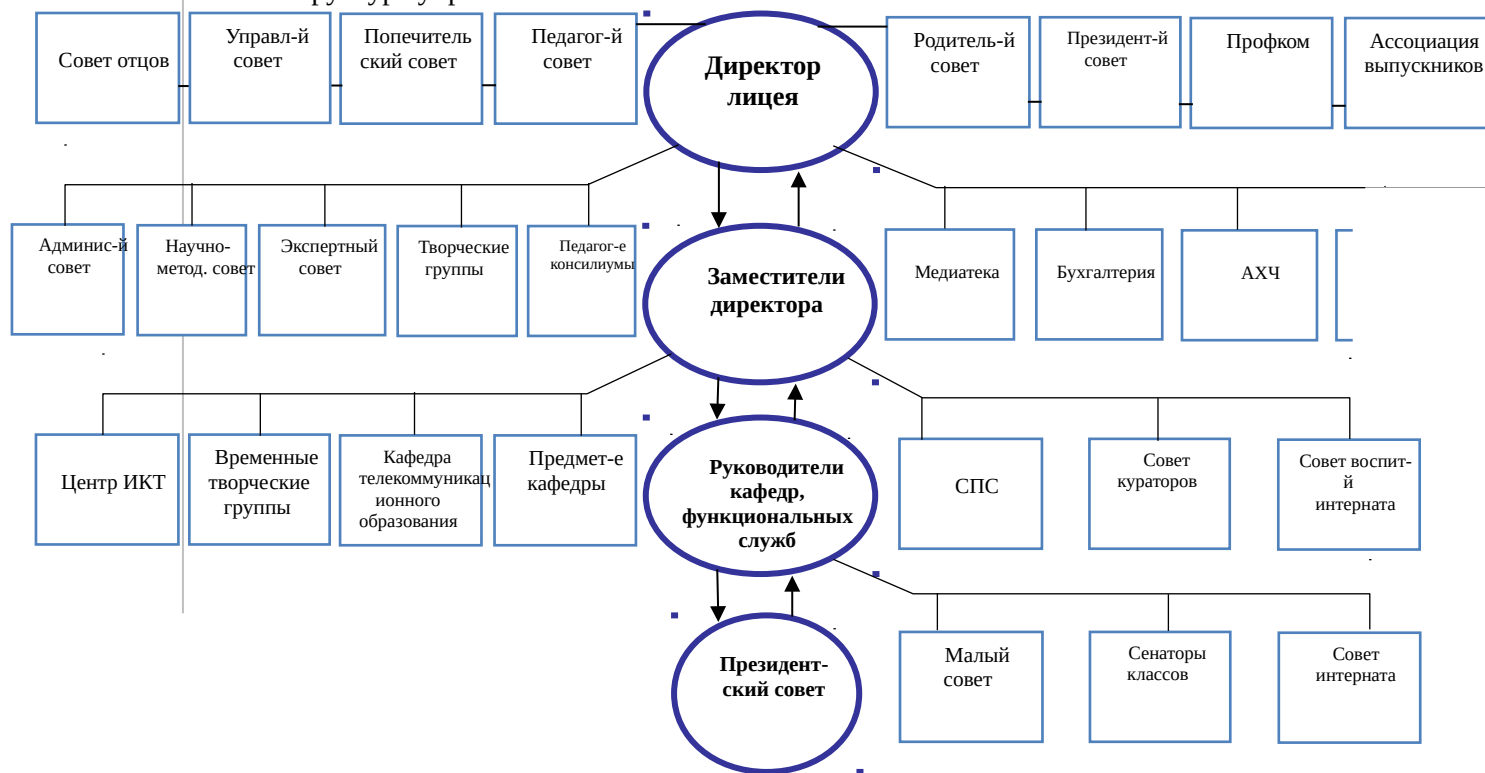 Совет отцов
Управл-й
совет
Попечитель
ский совет
Педагог-й
совет
Директор
лицея
Родитель-й
совет
Президент-й
совет
Профком
Ассоциация
выпускников
Админис-й
совет
Научно-
метод. совет
Экспертный
совет
Творческие
группы
Педагог-е
консилиумы
Заместители
директора
Медиатека
Бухгалтерия
АХЧ
Центр ИКТ
Временные
творческие
группы
Кафедра
телекоммуникац
ионного
образования
Предмет-е
кафедры
Руководители
кафедр,
функциональных
служб
СПС
Совет
кураторов
Совет воспит-
й
интерната
Президент-
ский совет
Малый
совет
Сенаторы
классов
Совет
интерната